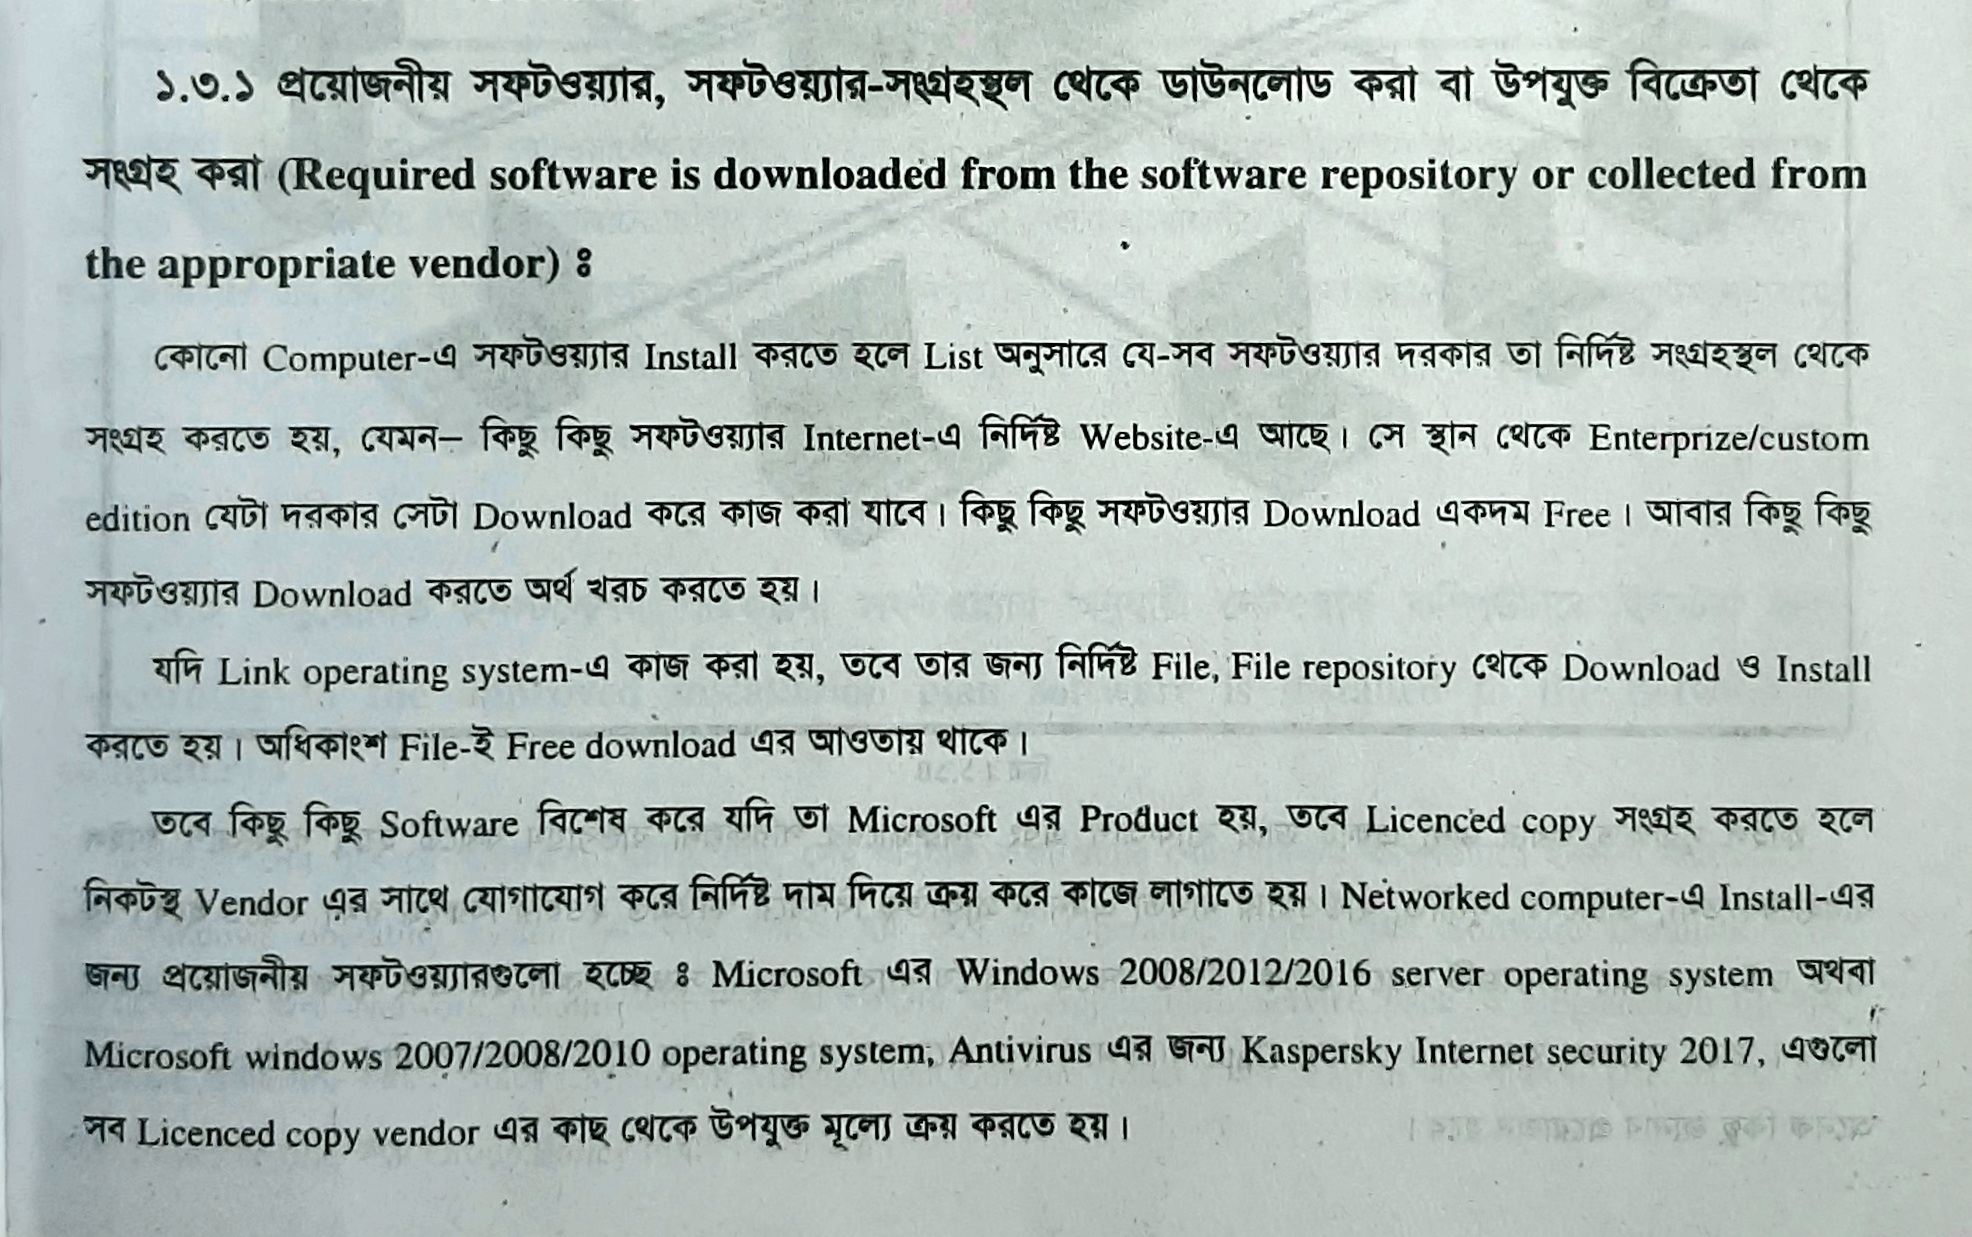 ১.৩.১ প্রয়োজনীয় সফটওয়্যার, সফটওয়্যার-সংগ্রহস্থল থেকে ডাউনলোড করা বা উপযুক্ত বিক্রেতা থেকে
সংগ্রহ করা (Required software is downloaded from the software repository or collected from
the appropriate vendor) ঃ
কোনো Computer-এ সফটওয়্যার Install করতে হলে List অনুসারে যে-সব সফটওয়্যার দরকার তা নির্দিষ্ট সংগ্রহস্থল থেকে
সংগ্রহ করতে হয়, যেমন– কিছু কিছু সফটওয়্যার Internet-এ নির্দিষ্ট Website-এ আছে। সে স্থান থেকে Enterprize/custom
edition যেটা দরকার সেটা Download করে কাজ করা যাবে। কিছু কিছু সফটওয়্যার Download একদম Free । আবার কিছু কিছু
সফটওয়্যার Download করতে অর্থ খরচ করতে হয়।
যদি Link operating system-এ কাজ করা হয়, তবে তার জন্য নির্দিষ্ট File, File repository থেকে Download ও Install
করতে হয়। অধিকাংশ File-ই Free download এর আওতায় থাকে।
তবে কিছু কিছু Software বিশেষ করে যদি তা Microsoft এর Product হয়, তবে Licenced copy সংগ্রহ করতে হলে
নিকটস্থ Vendor এর সাথে যোগাযোগ করে নির্দিষ্ট দাম দিয়ে ক্রয় করে কাজে লাগাতে হয়। Networked computer-এ Install-এর
জন্য প্রয়োজনীয় সফটওয়্যারগুলো হচ্ছে ঃ Microsoft এর Windows 2008/2012/2016 server operating system অথবা
Microsoft windows 2007/2008/2010 operating system, Antivirus এর জন্য Kaspersky Internet security 2017, এগুলো
সব Licenced copy vendor এর কাছ থেকে উপযুক্ত মূল্যে ক্রয় করতে হয়।